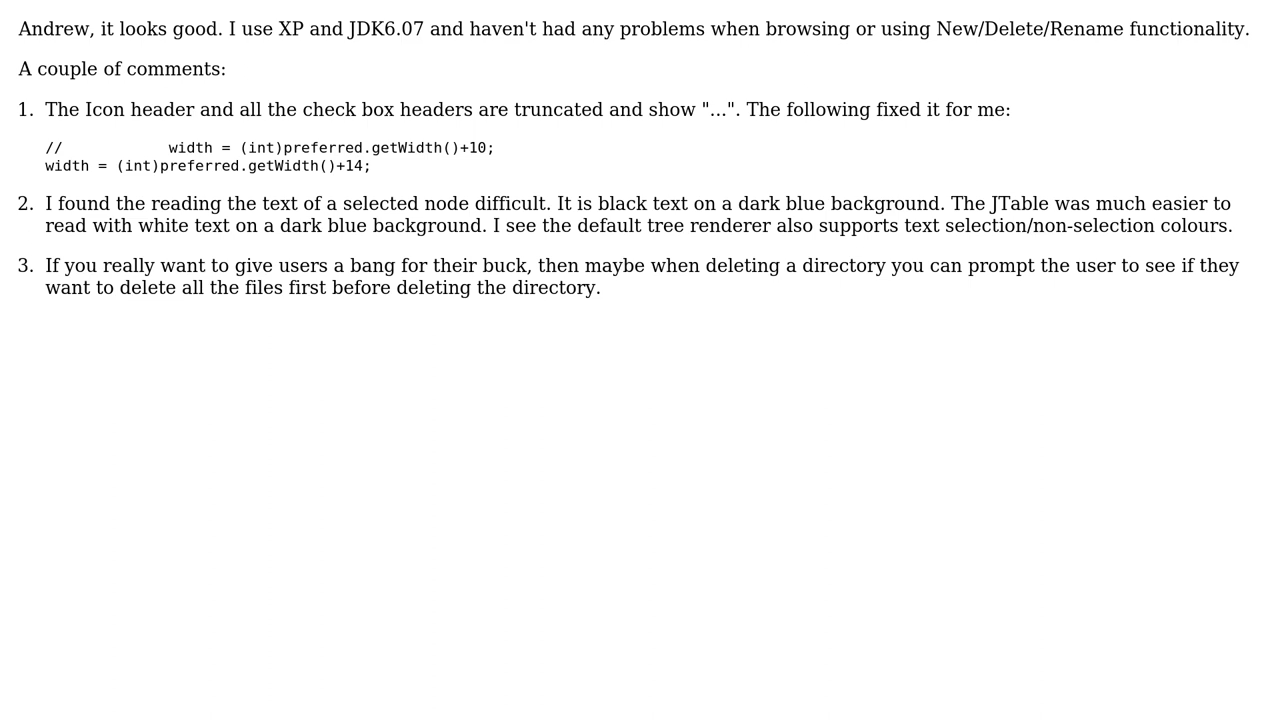 Andrew, it looks good. I use XP and JDK6.07 and haven't had any problems when browsing or using New/Delete/Rename functionality.
A couple of comments:
1. The Icon header and all the check box headers are truncated and show "...". The following fixed it for me:
//            width = (int)preferred.getWidth()+10;
width = (int)preferred.getWidth()+14;
2. I found the reading the text of a selected node difficult. It is black text on a dark blue background. The JTable was much easier to
read with white text on a dark blue background. I see the default tree renderer also supports text selection/non-selection colours.
3. If you really want to give users a bang for their buck, then maybe when deleting a directory you can prompt the user to see if they
want to delete all the files first before deleting the directory.